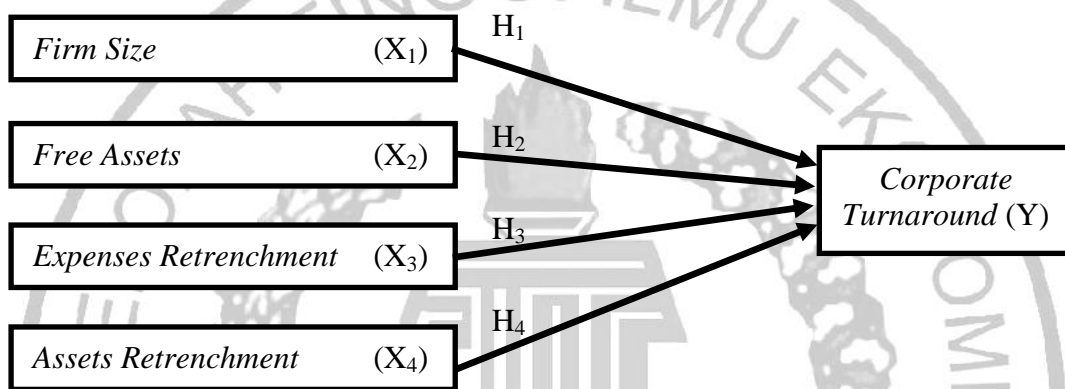 Firm Size (X₁)
H₁
Free Assets (X₂)
H₂
Corporate
Turnaround (Y)
Expenses Retrenchment (X₃)
H₃
Assets Retrenchment (X₄)
H₄